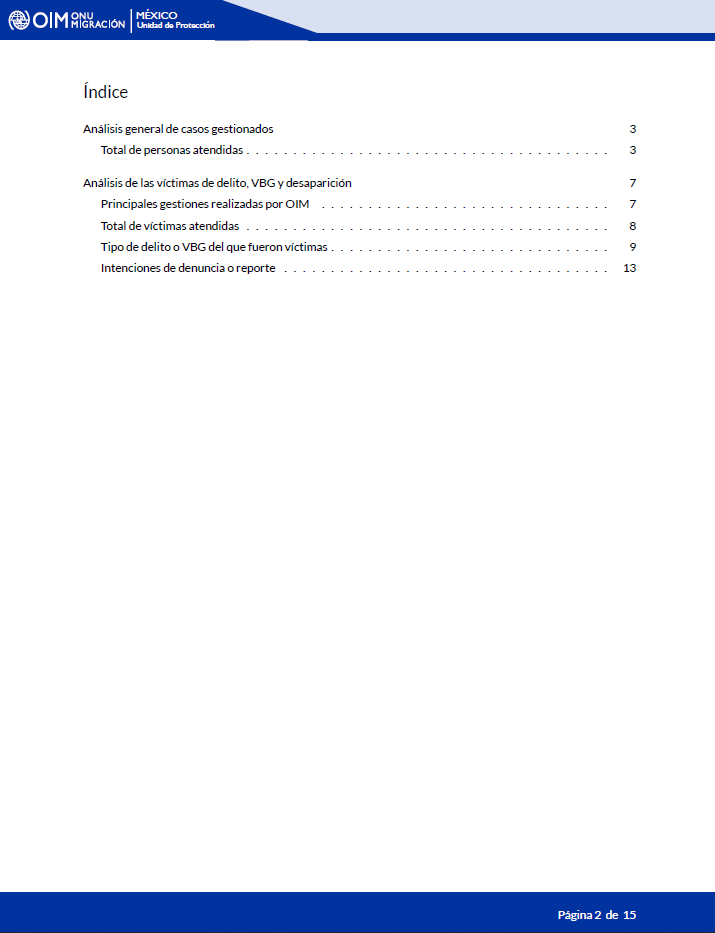 OIM ONU MIGRACIÓN
MÉXICO
Unidad de Protección
Índice
Análisis general de casos gestionados 3
Total de personas atendidas . . . . . . . . . . . . . . . . . . . . . . . . . . . . . . . . . . . . . . . 3
Análisis de las víctimas de delito, VBG y desaparición 7
Principales gestiones realizadas por OIM . . . . . . . . . . . . . . . . . . . . . . . . . . . . . . . 7
Total de víctimas atendidas . . . . . . . . . . . . . . . . . . . . . . . . . . . . . . . . . . . . . . . 8
Tipo de delito o VBG del que fueron víctimas . . . . . . . . . . . . . . . . . . . . . . . . . . . . . . 9
Intenciones de denuncia o reporte . . . . . . . . . . . . . . . . . . . . . . . . . . . . . . . . . . . 13
Página 2 de 15